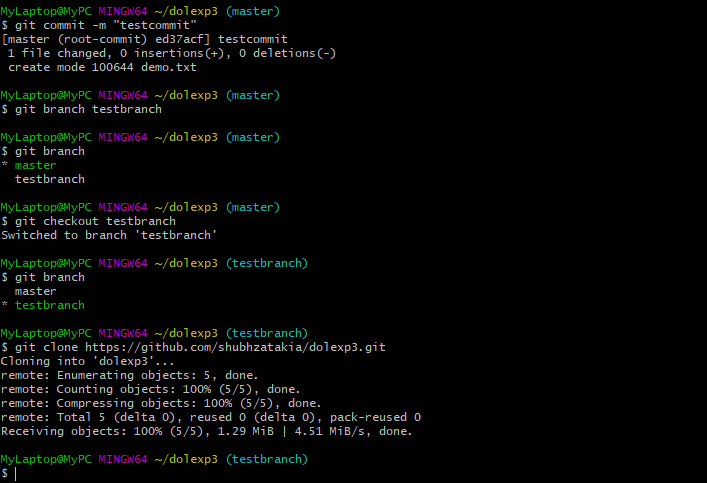 MyLaptop@MyPC MINGW64 ~/dolexp3 (master)
$ git commit -m "testcommit"
[master (root-commit) ed37acf] testcommit
 1 file changed, 0 insertions(+), 0 deletions(-)
 create mode 100644 demo.txt
MyLaptop@MyPC MINGW64 ~/dolexp3 (master)
$ git branch testbranch
MyLaptop@MyPC MINGW64 ~/dolexp3 (master)
$ git branch
* master
  testbranch
MyLaptop@MyPC MINGW64 ~/dolexp3 (master)
$ git checkout testbranch
Switched to branch 'testbranch'
MyLaptop@MyPC MINGW64 ~/dolexp3 (testbranch)
$ git branch
  master
* testbranch
MyLaptop@MyPC MINGW64 ~/dolexp3 (testbranch)
$ git clone https://github.com/shubhzatakia/dolexp3.git
Cloning into 'dolexp3'...
remote: Enumerating objects: 5, done.
remote: Counting objects: 100% (5/5), done.
remote: Compressing objects: 100% (5/5), done.
remote: Total 5 (delta 0), reused 0 (delta 0), pack-reused 0
Receiving objects: 100% (5/5), 1.29 MiB | 4.51 MiB/s, done.
MyLaptop@MyPC MINGW64 ~/dolexp3 (testbranch)
$